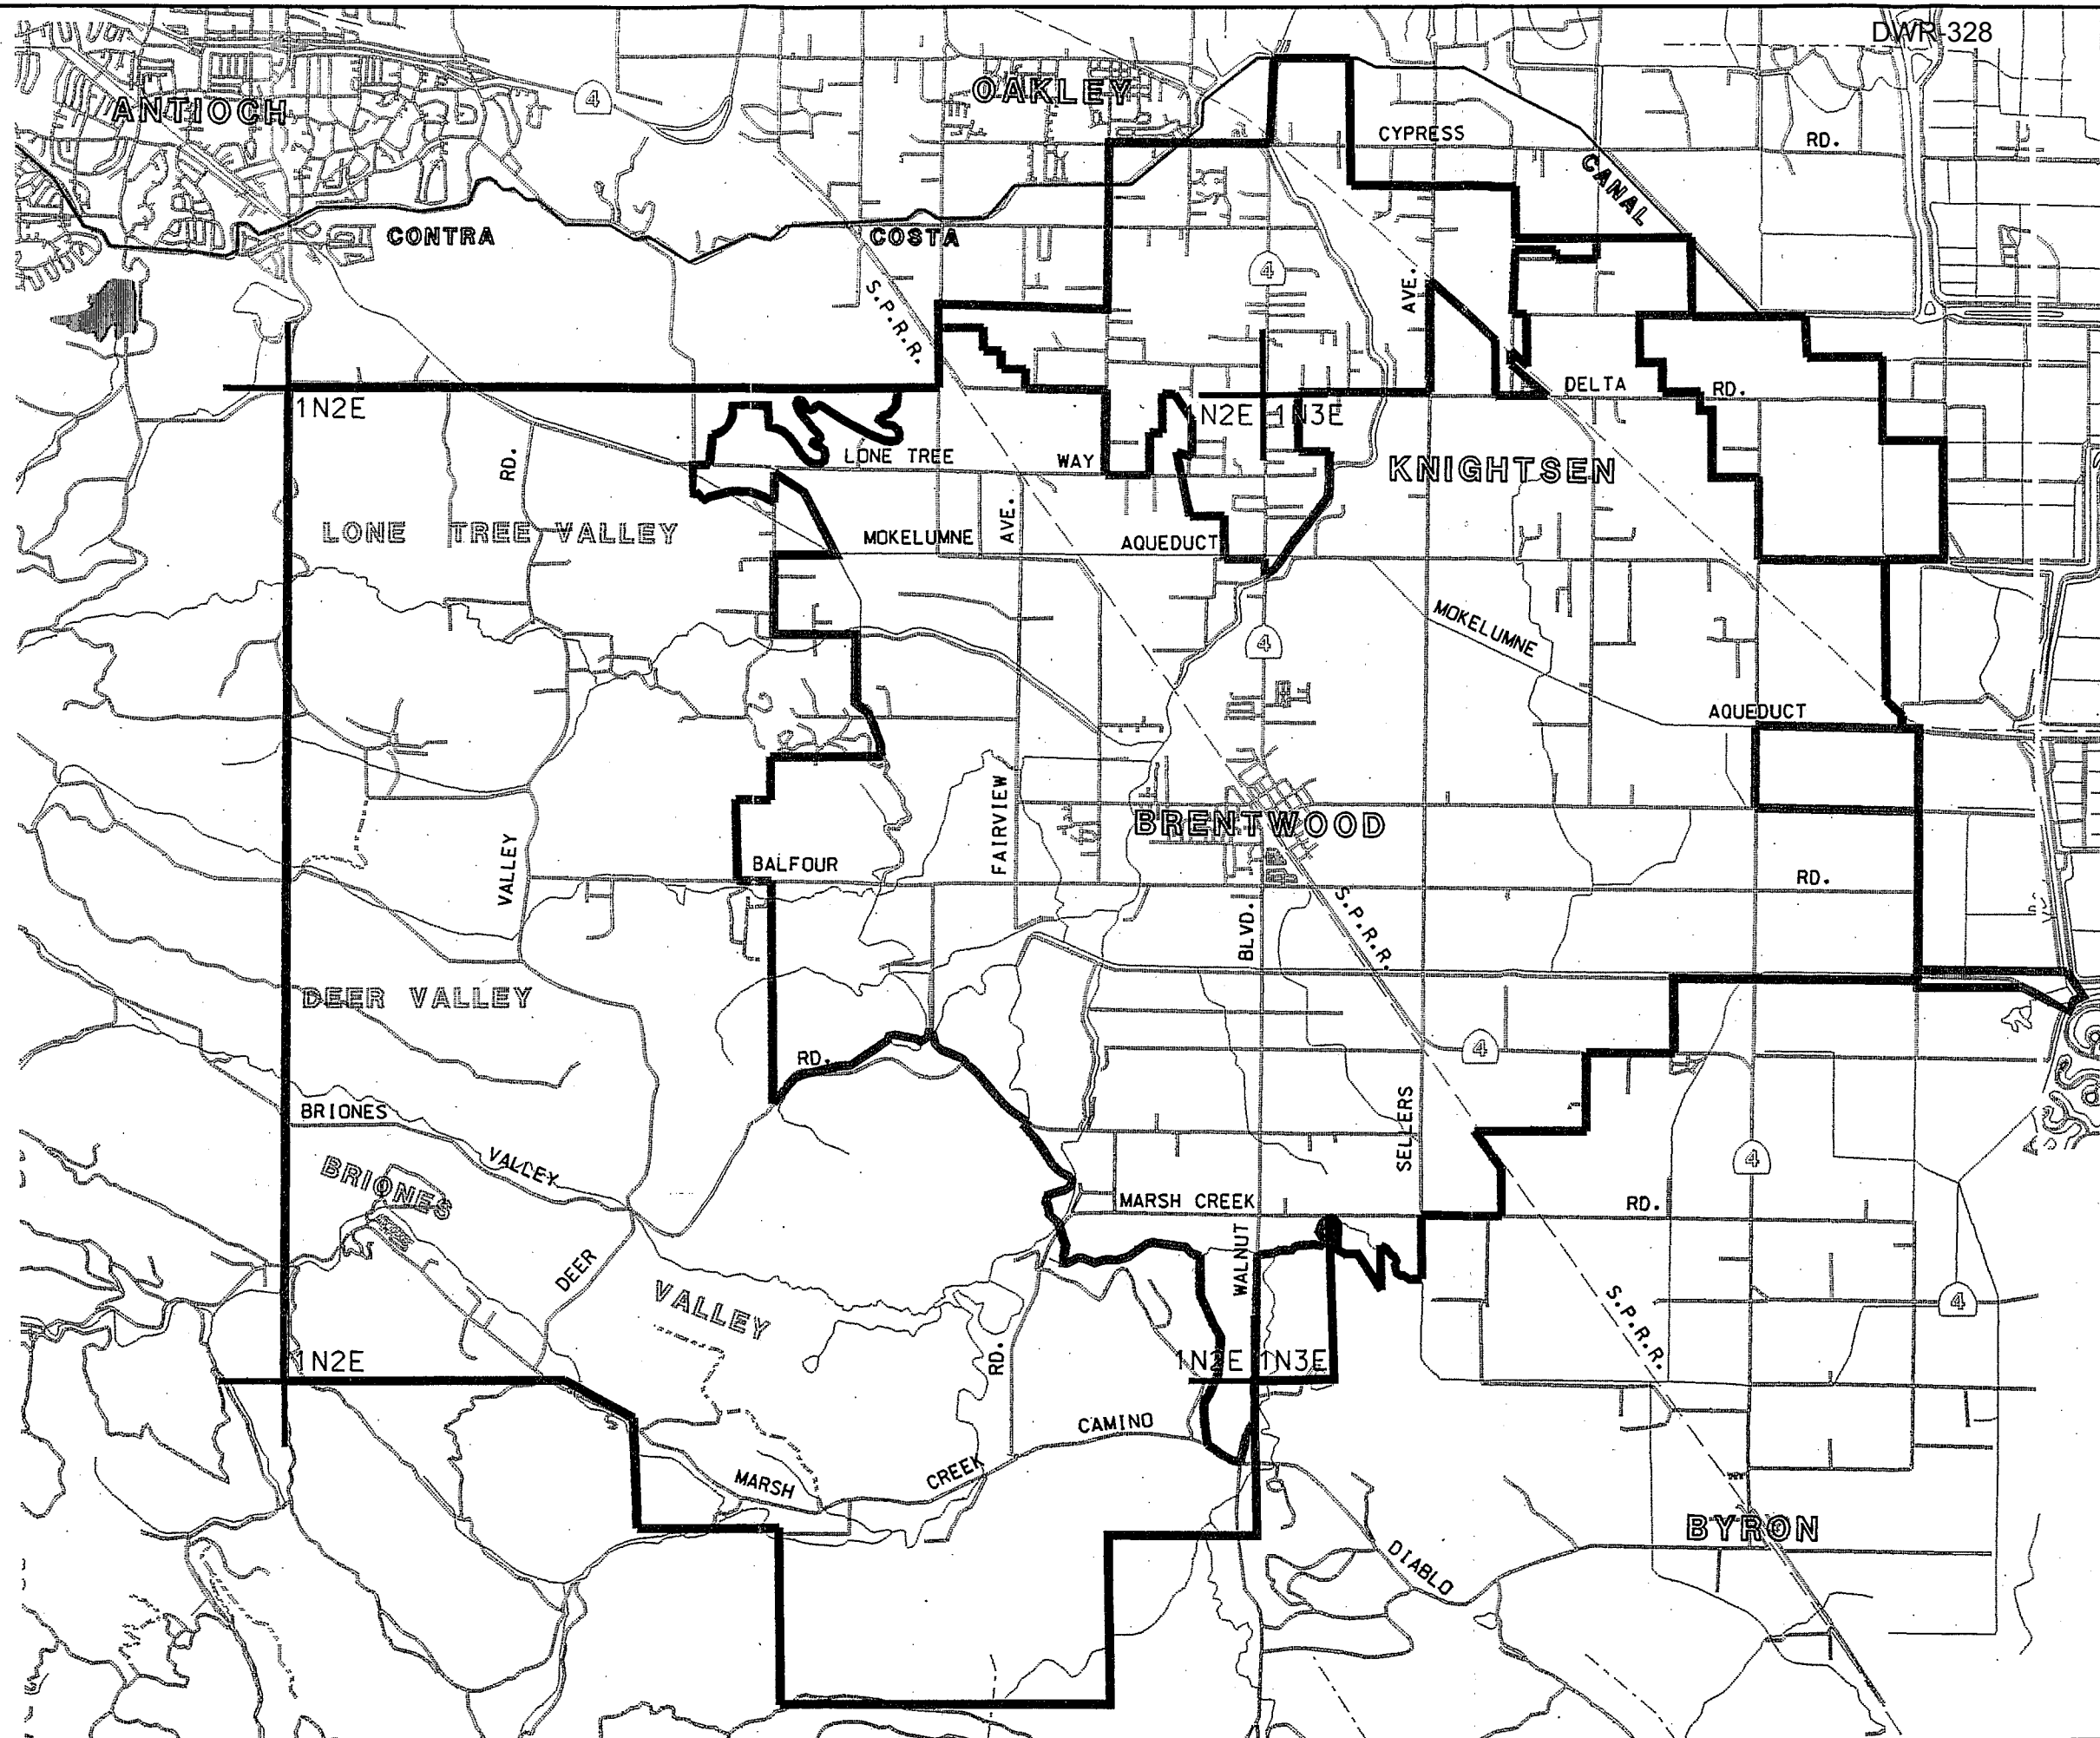 DWR-328
OAKLEY
4
ANTIOCH
CYPRESS
RD.
CANAL
CONTRA
COSTA
4
AVE.
S.P.R.R.
DELTA
RD.
1N2E
1N2E
1N3E
LONE TREE
WAY
KNIGHTSEN
RD.
AVE.
LONE TREE VALLEY
MOKELUMNE
AQUEDUCT
MOKELUMNE
4
AQUEDUCT
FAIRVIEW
BRENTWOOD
VALLEY
BALFOUR
RD.
S.P.R.R.
BLVD.
DEER VALLEY
RD.
4
BRIONES
SELLERS
VALLEY
4
BRIONES
MARSH CREEK
RD.
WALNUT
DEER
VALLEY
4
S.P.R.R.
RD.
1N2E
1N2E
1N3E
CAMINO
CREEK
MARSH
BYRON
DIABLO